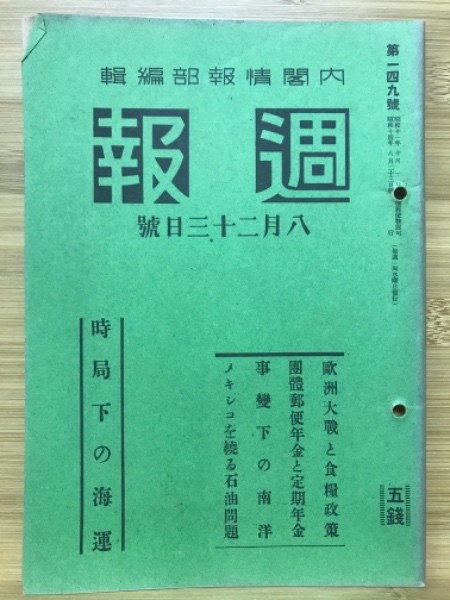 内閣情報部編輯
週報
八月二十三日號
第一四九號
歐洲大戰と食糧政策
團體郵便年金と定期年金
事變下の南洋
メキシコを繞る石油問題
時局下の海運
五錢